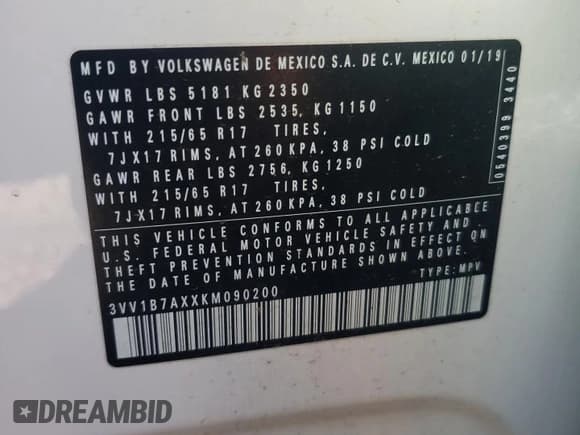 MFD BY VOLKSWAGEN DE MEXICO S.A. DE C.V. MEXICO 01/19
GVWR LBS 5181 KG 2350
GAWR FRONT LBS 2535, KG 1150
WITH 215/65 R17 TIRES,
7JX17 RIMS, AT 260 KPA, 38 PSI COLD
GAWR REAR LBS 2756, KG 1250
WITH 215/65 R17 TIRES,
7JX17 RIMS, AT 260 KPA, 38 PSI COLD
THIS VEHICLE CONFORMS TO ALL APPLICABLE
U.S. FEDERAL MOTOR VEHICLE SAFETY AND
THEFT PREVENTION STANDARDS IN EFFECT ON
THE DATE OF MANUFACTURE SHOWN ABOVE.
3VV1B7AXXKM090200
TYPE: MPV
0540399 3440
DREAMBID